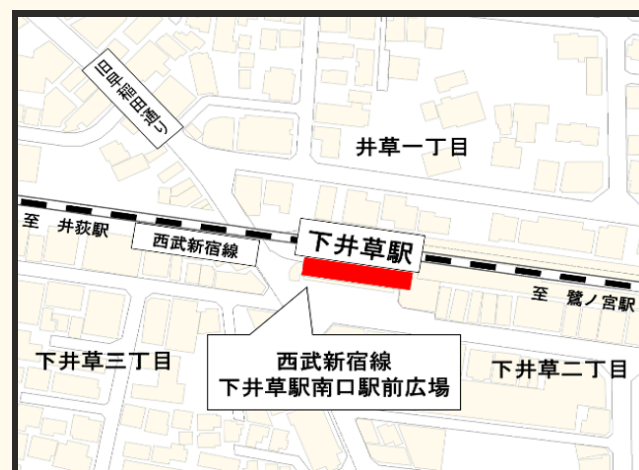 旧早稲田通り
井草一丁目
下井草駅
至 井荻駅
西武新宿線
至 鷺ノ宮駅
下井草三丁目
西武新宿線
下井草駅南口駅前広場
下井草二丁目